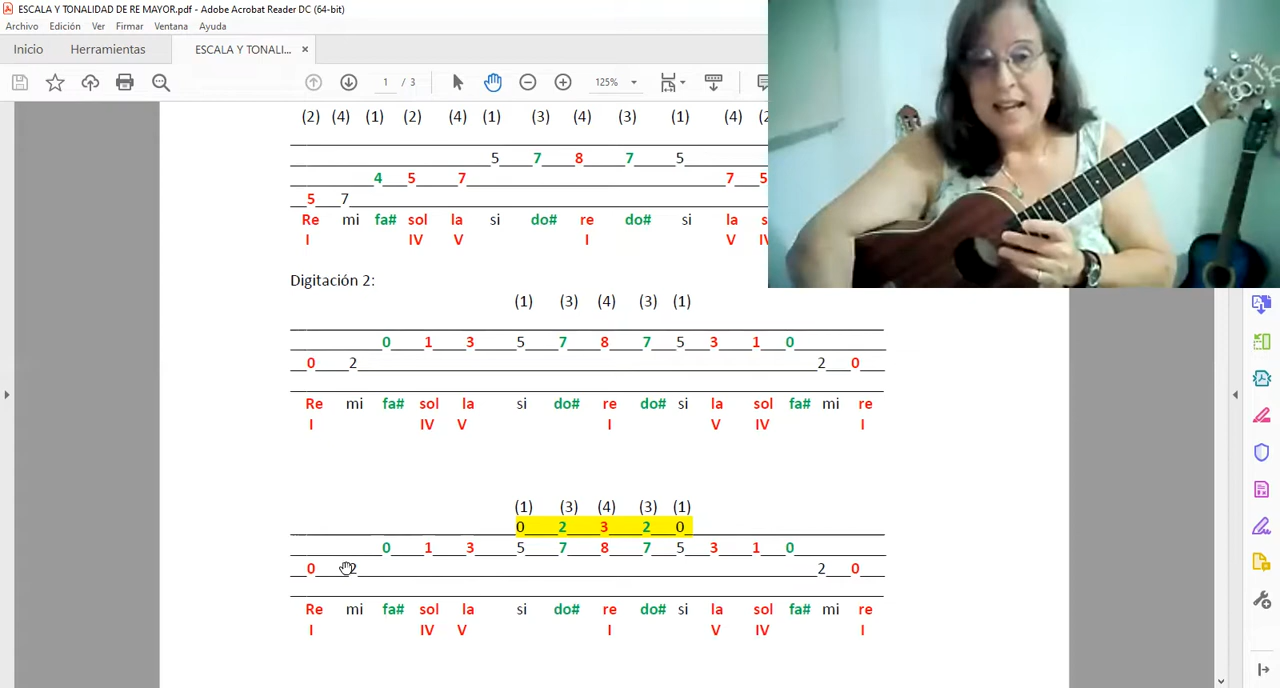 ESCALA Y TONALIDAD DE RE MAYOR.pdf - Adobe Acrobat Reader DC (64-bit)
Archivo Edición Ver Firmar Ventana Ayuda
Inicio Herramientas ESCALA Y TONALI... ×
1 / 3 125%
(2) (4) (1) (2) (4) (1) (3) (4) (3) (1) (4)
5 7 8 7 5
4 5 7 7 5
5 7
Re mi fa# sol la si do# re do# si la
I IV V I V
Digitación 2:
(1) (3) (4) (3) (1)
0 1 3 5 7 8 7 5 3 1 0
0 2 2 0
Re mi fa# sol la si do# re do# si la sol fa# mi re
I IV V I V IV I
(1) (3) (4) (3) (1)
0 2 3 2 0
0 1 3 5 7 8 7 5 3 1 0
0 2 2 0
Re mi fa# sol la si do# re do# si la sol fa# mi re
I IV V I V IV I